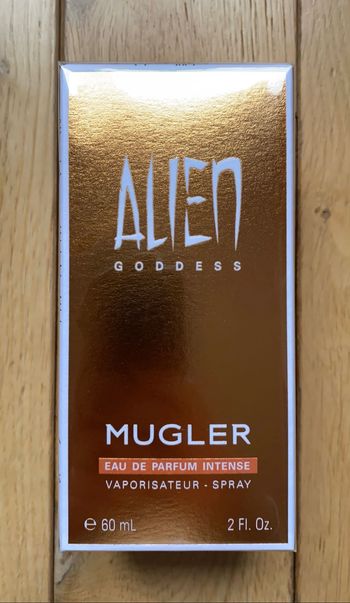 ALIEN
GODDESS
MUGLER
EAU DE PARFUM INTENSE
VAPORISATEUR - SPRAY
℮ 60 mL 2 Fl. Oz.